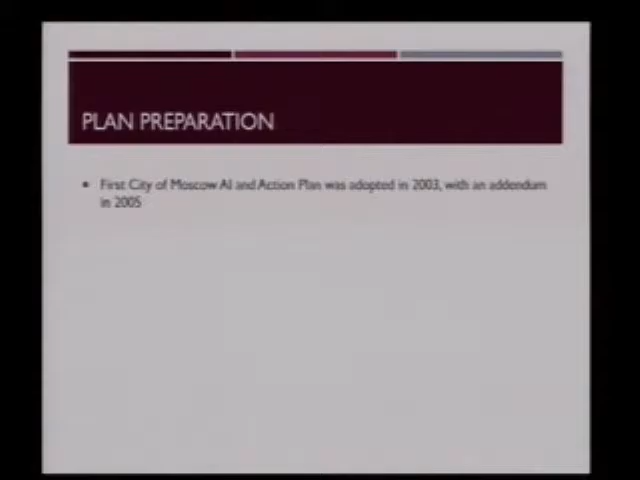 PLAN PREPARATION
First City of Moscow AI and Action Plan was adopted in 2003, with an addendum
in 2005